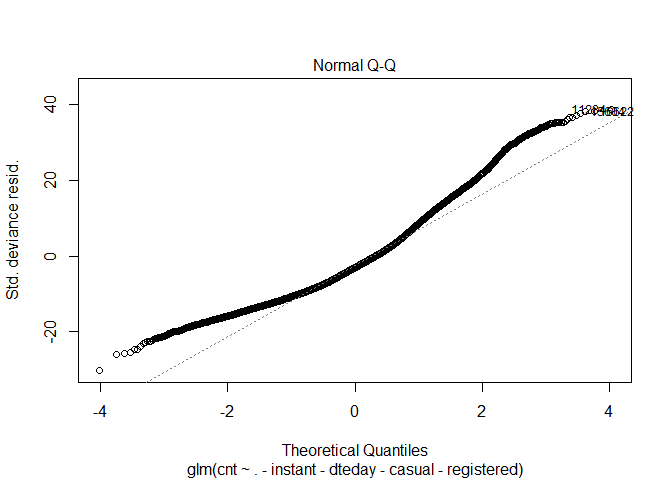 Normal Q-Q
40
20
0
-20
Std. deviance resid.
-4
-2
0
2
4
Theoretical Quantiles
glm(cnt ~ . - instant - dteday - casual - registered)